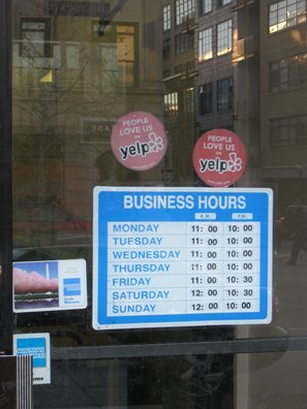 PEOPLE
LOVE US
ON
yelp
PEOPLE
LOVE US
ON
yelp
BUSINESS HOURS
A.M. P.M.
MONDAY 11: 00 10: 00
TUESDAY 11: 00 10: 00
WEDNESDAY 11: 00 10: 00
THURSDAY 11: 00 10: 00
FRIDAY 11: 00 10: 30
SATURDAY 12: 00 10: 30
SUNDAY 12: 00 10: 00